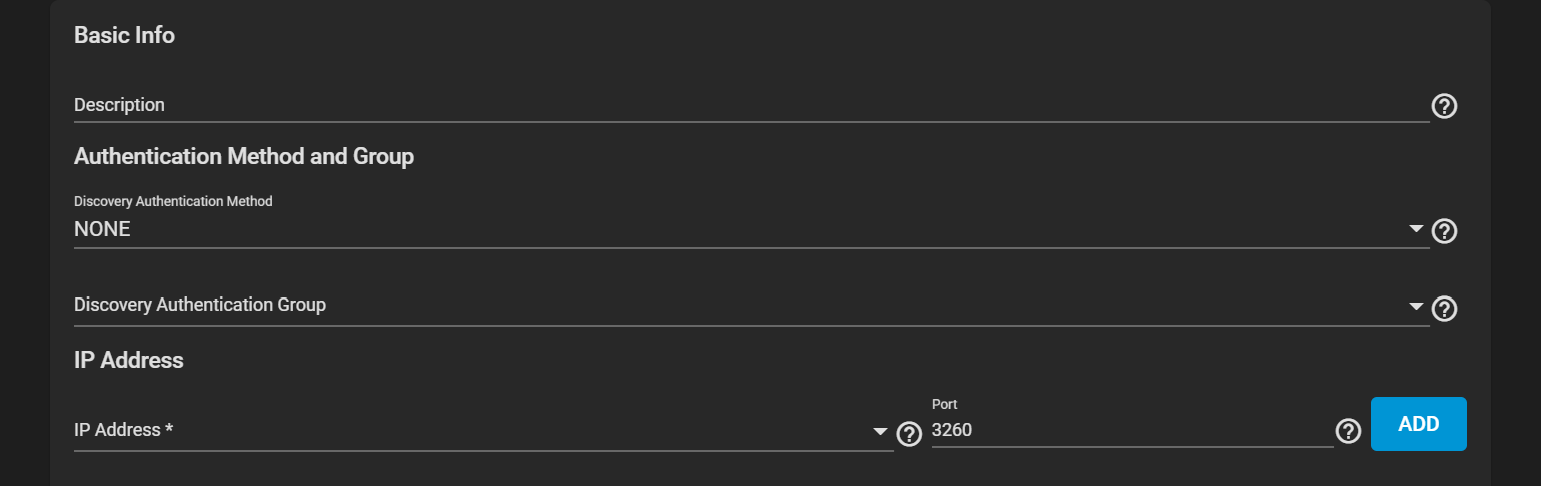 Basic Info
Description
Authentication Method and Group
Discovery Authentication Method
NONE
Discovery Authentication Group
IP Address
IP Address *
Port
3260
ADD